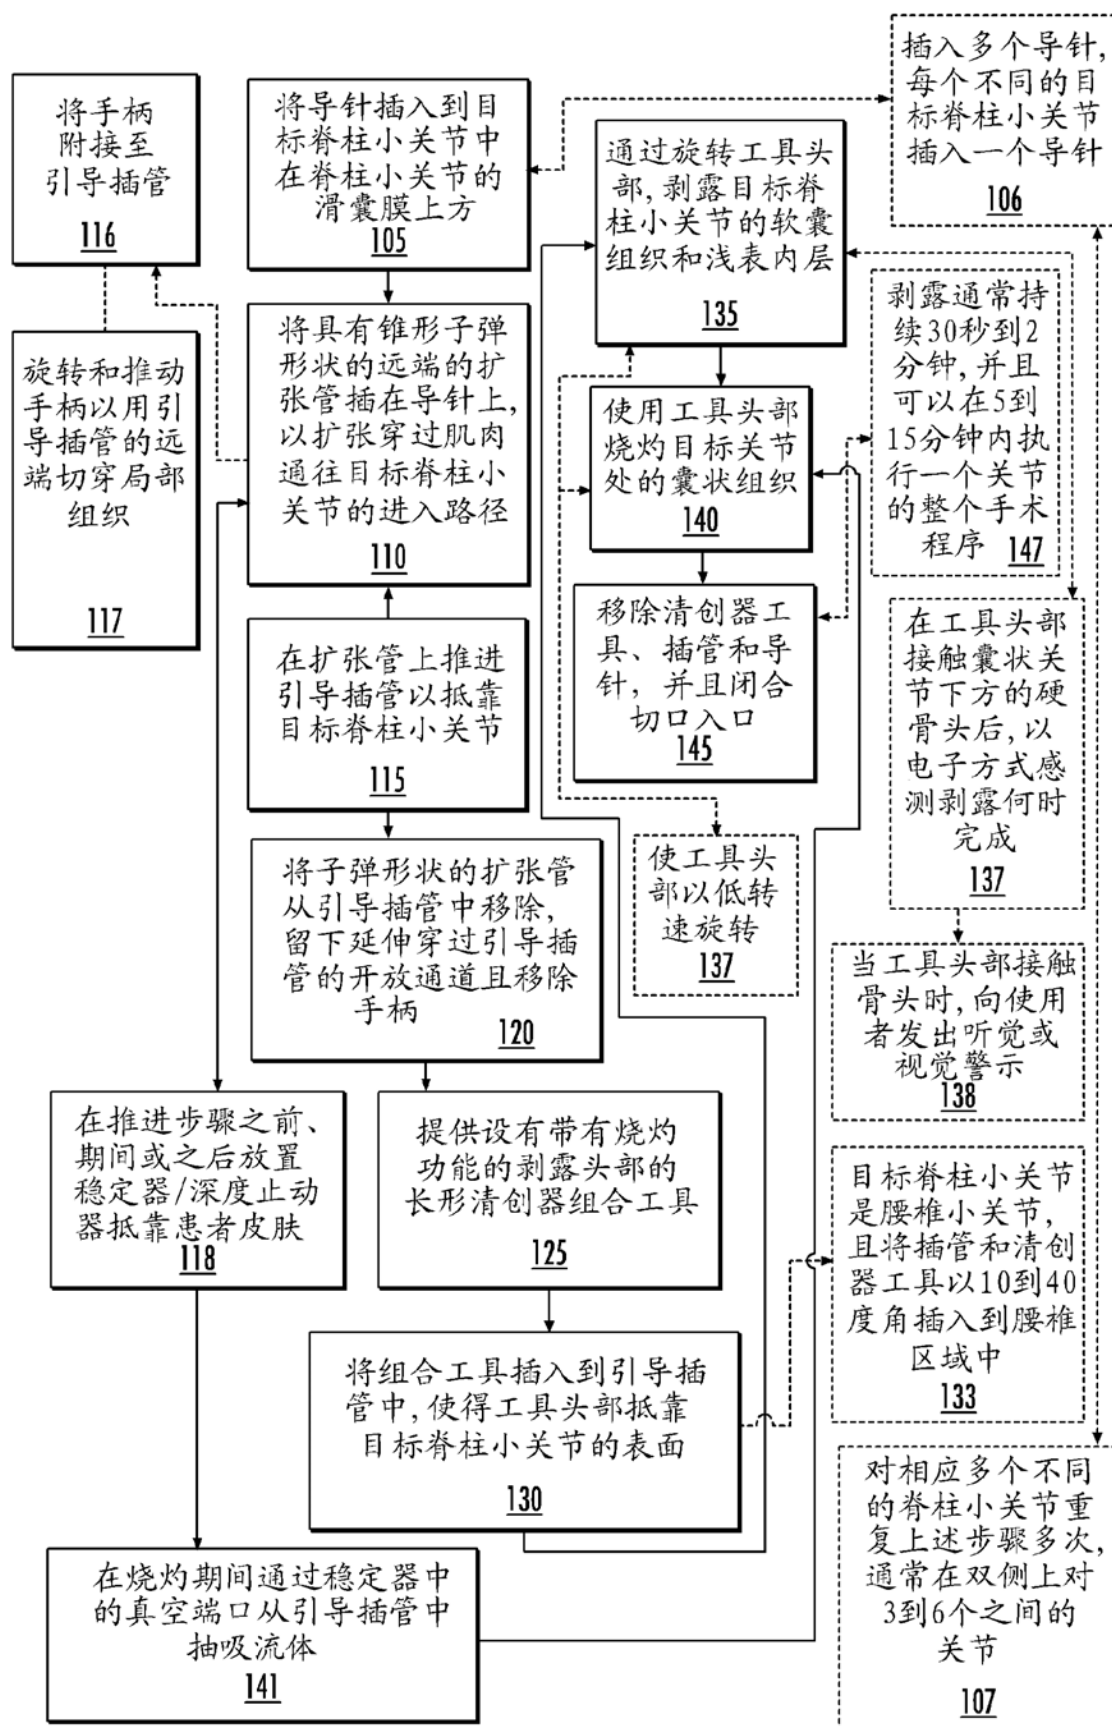 将手柄
附接至
引导插管
116
旋转和推动
手柄以用引
导插管的远
端切穿局部
组织
117
将导针插入到目
标脊柱小关节中
在脊柱小关节的
滑囊膜上方
105
将具有锥形子弹
形状的远端的扩
张管插在导针上，
以扩张穿过肌肉
通往目标脊柱小
关节的进入路径
110
在扩张管上推进
引导插管以抵靠
目标脊柱小关节
115
将子弹形状的扩张管
从引导插管中移除，
留下延伸穿过引导插
管的开放通道且移除
手柄
120
在推进步骤之前、
期间或之后放置
稳定器/深度止动
器抵靠患者皮肤
118
提供设有带有烧灼
功能的剥露头部的
长形清创器组合工具
125
将组合工具插入到引导插
管中，使得工具头部抵靠
目标脊柱小关节的表面
130
在烧灼期间通过稳定器中
的真空端口从引导插管中
抽吸流体
141
通过旋转工具头
部，剥露目标脊
柱小关节的软囊
组织和浅表内层
135
使用工具头部
烧灼目标关节
处的囊状组织
140
移除清创器工
具、插管和导
针，并且闭合
切口入口
145
使工具头
部以低转
速旋转
137
插入多个导针，
每个不同的目
标脊柱小关节
插入一个导针
106
剥露通常持
续30秒到2
分钟，并且
可以在5到
15分钟内执
行一个关节
的整个手术
程序
147
在工具头部
接触囊状关
节下方的硬
骨头后，以
电子方式感
测剥露何时
完成
137
当工具头部接触
骨头时，向使用
者发出听觉或
视觉警示
138
目标脊柱小关节
是腰椎小关节，
且将插管和清创
器工具以10到40
度角插入到腰椎
区域中
133
对相应多个不同
的脊柱小关节重
复上述步骤多次，
通常在双侧上对
3到6个之间的
关节
107